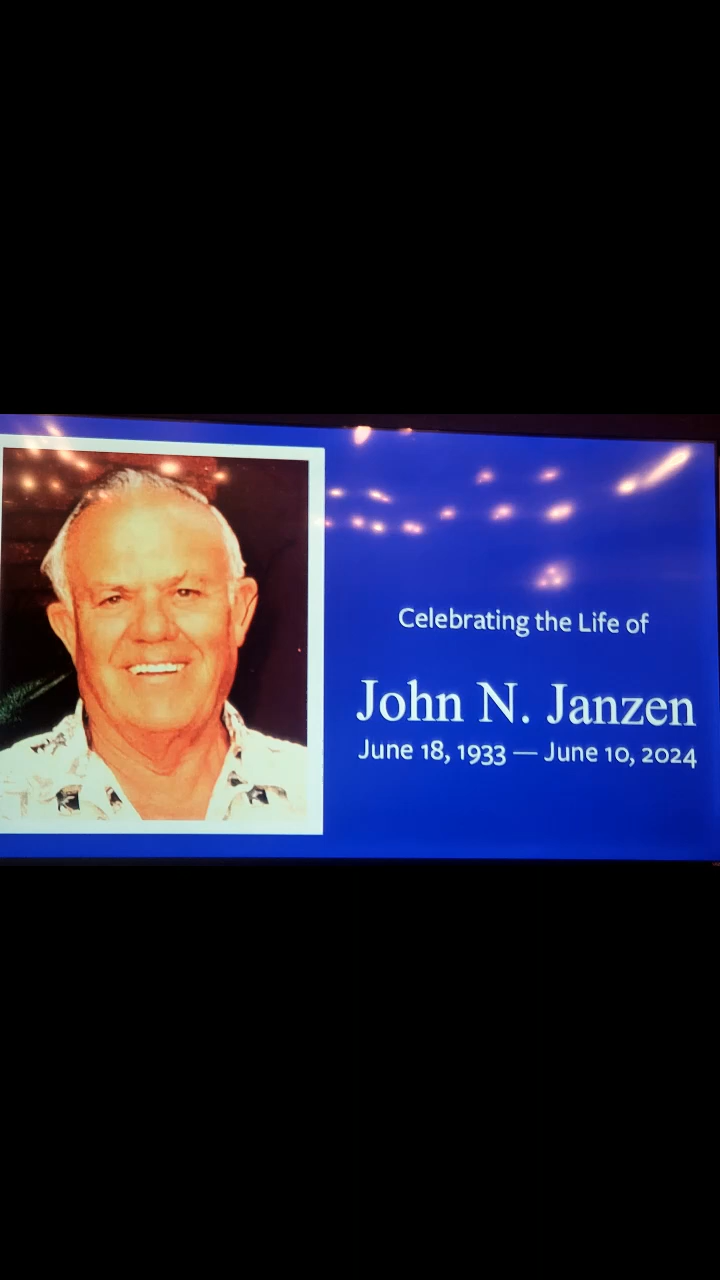 Celebrating the Life of
John N. Janzen
June 18, 1933 — June 10, 2024